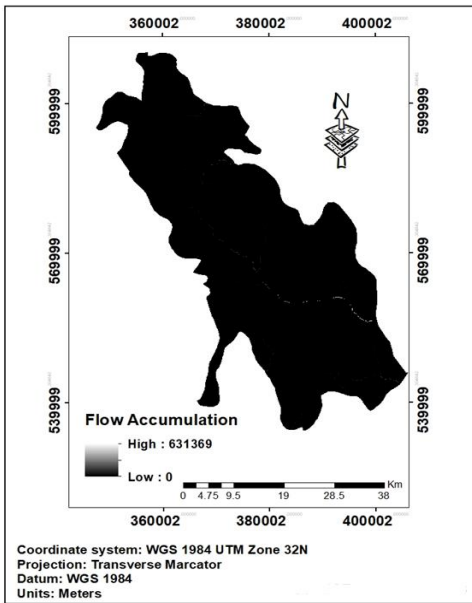 360002 380002 400002
N
599999 599999
569999 569999
539999 539999
Flow Accumulation
High : 631369
Low : 0
Km
0 4.75 9.5 19 28.5 38
360002 380002 400002
Coordinate system: WGS 1984 UTM Zone 32N
Projection: Transverse Marcator
Datum: WGS 1984
Units: Meters